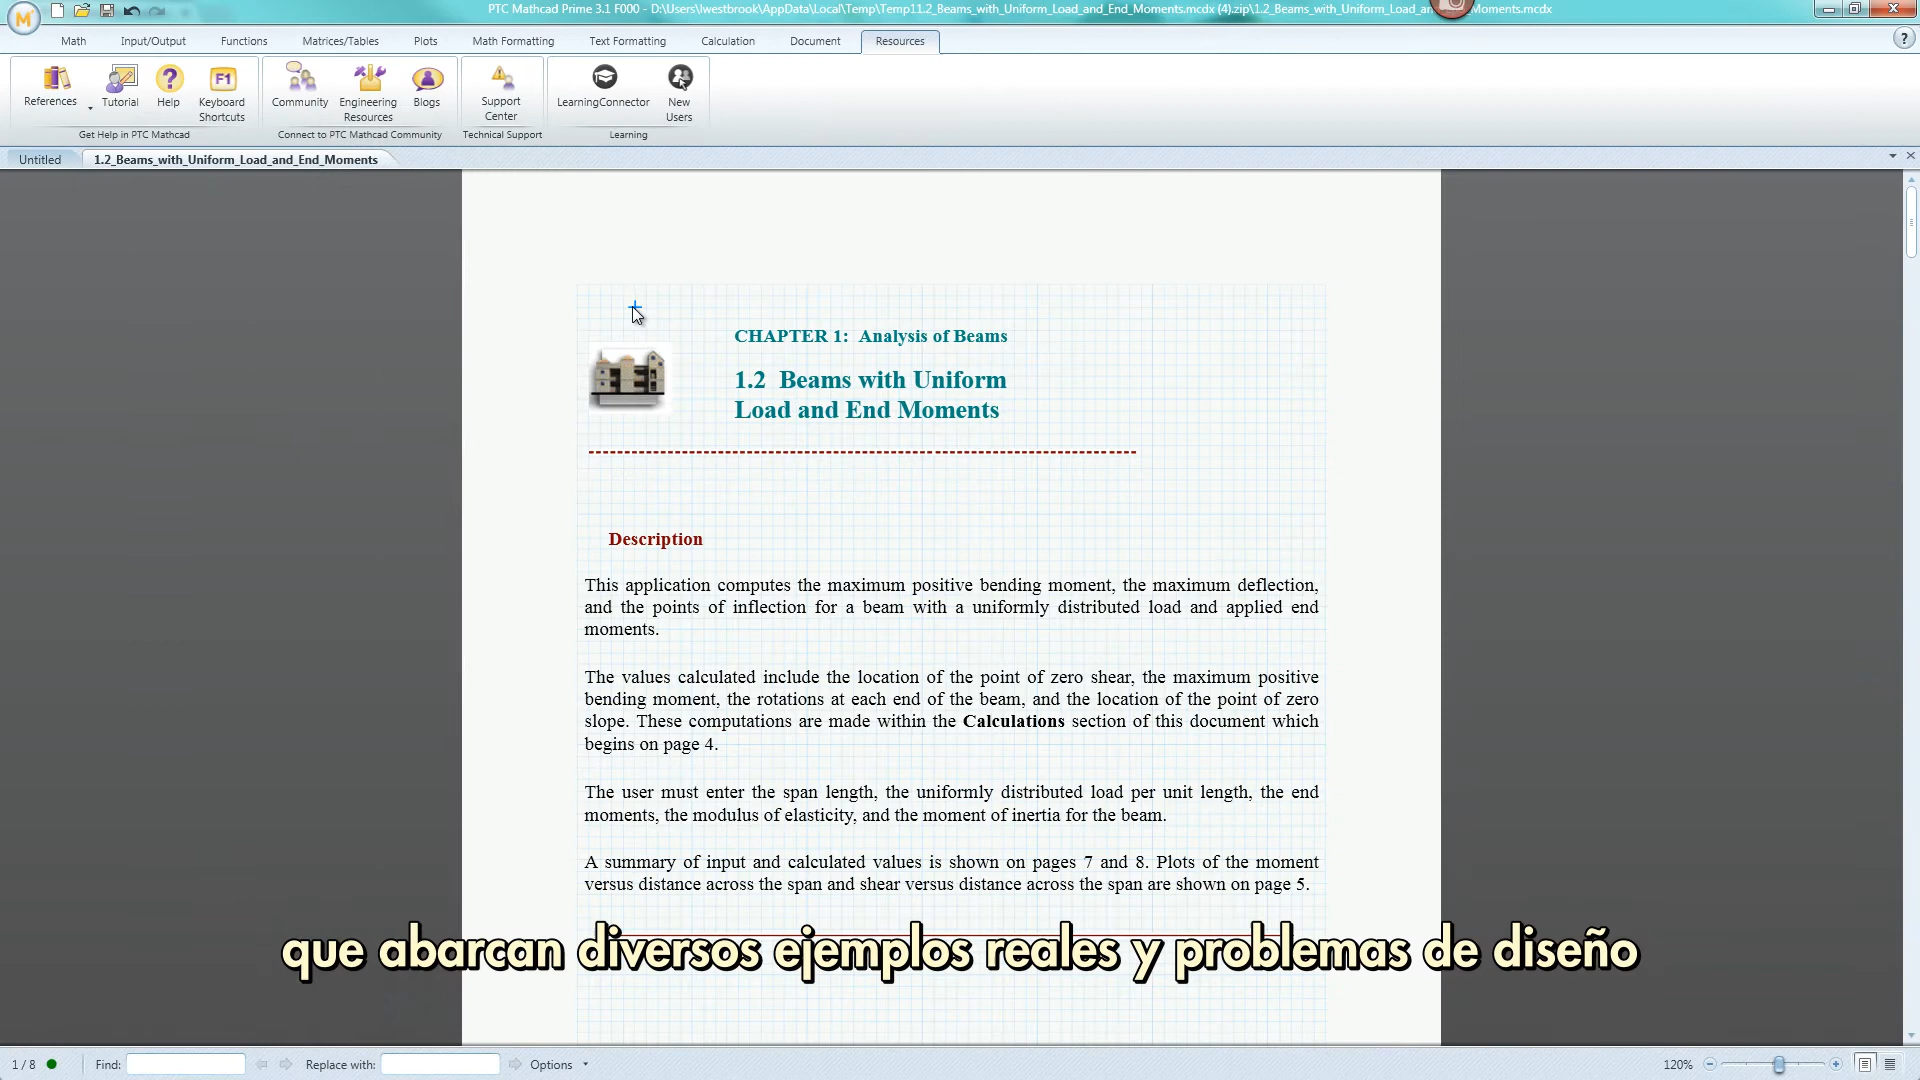 PTC Mathcad Prime 3.1 F000 - D:\Users\lwestbrook\AppData\Local\Temp\Temp11.2_Beams_with_Uniform_Load_and_End_Moments.mcdx (4).zip\1.2_Beams_with_Uniform_Load_ar Moments.mcdx
Math Input/Output Functions Matrices/Tables Plots Math Formatting Text Formatting Calculation Document Resources
References Tutorial Help Keyboard Shortcuts Community Engineering Resources Blogs Support Center LearningConnector New Users
Get Help in PTC Mathcad Connect to PTC Mathcad Community Technical Support Learning
Untitled 1.2_Beams_with_Uniform_Load_and_End_Moments
CHAPTER 1: Analysis of Beams
1.2 Beams with Uniform
Load and End Moments
Description
This application computes the maximum positive bending moment, the maximum deflection,
and the points of inflection for a beam with a uniformly distributed load and applied end
moments.
The values calculated include the location of the point of zero shear, the maximum positive
bending moment, the rotations at each end of the beam, and the location of the point of zero
slope. These computations are made within the Calculations section of this document which
begins on page 4.
The user must enter the span length, the uniformly distributed load per unit length, the end
moments, the modulus of elasticity, and the moment of inertia for the beam.
A summary of input and calculated values is shown on pages 7 and 8. Plots of the moment
versus distance across the span and shear versus distance across the span are shown on page 5.
que abarcan diversos ejemplos reales y problemas de diseño
1 / 8 Find: Replace with: Options 120%